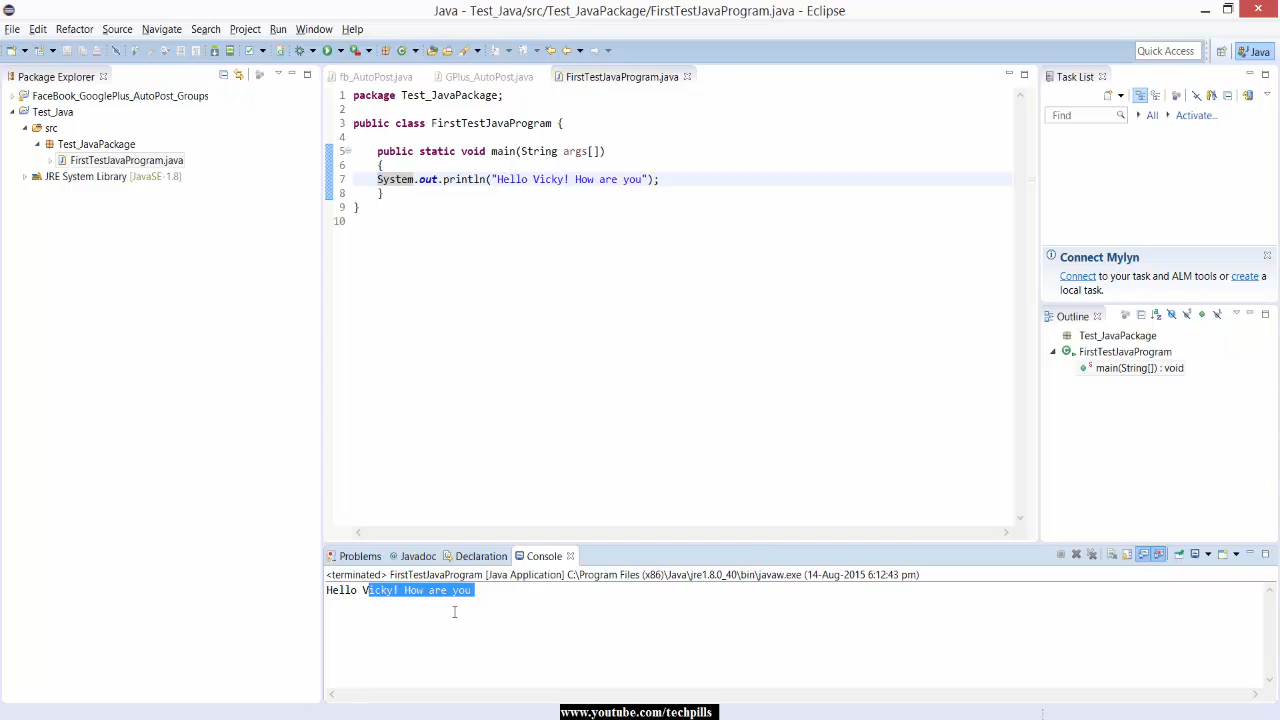 Java - Test_Java/src/Test_JavaPackage/FirstTestJavaProgram.java - Eclipse
File Edit Refactor Source Navigate Search Project Run Window Help
Quick Access
Java
Package Explorer
FaceBook_GooglePlus_AutoPost_Groups
Test_Java
src
Test_JavaPackage
FirstTestJavaProgram.java
JRE System Library [JavaSE-1.8]
fb_AutoPost.java GPlus_AutoPost.java FirstTestJavaProgram.java
1 package Test_JavaPackage;
2
3 public class FirstTestJavaProgram {
4
5 public static void main(String args[])
6 {
7 System.out.println("Hello Vicky! How are you");
8 }
9 }
10
Task List
Find All Activate...
Connect Mylyn
Connect to your task and ALM tools or create a
local task.
Outline
Test_JavaPackage
FirstTestJavaProgram
main(String[]) : void
Problems @ Javadoc Declaration Console
<terminated> FirstTestJavaProgram [Java Application] C:\Program Files (x86)\Java\jre1.8.0_40\bin\javaw.exe (14-Aug-2015 6:12:43 pm)
Hello Vicky! How are you
www.youtube.com/techpills